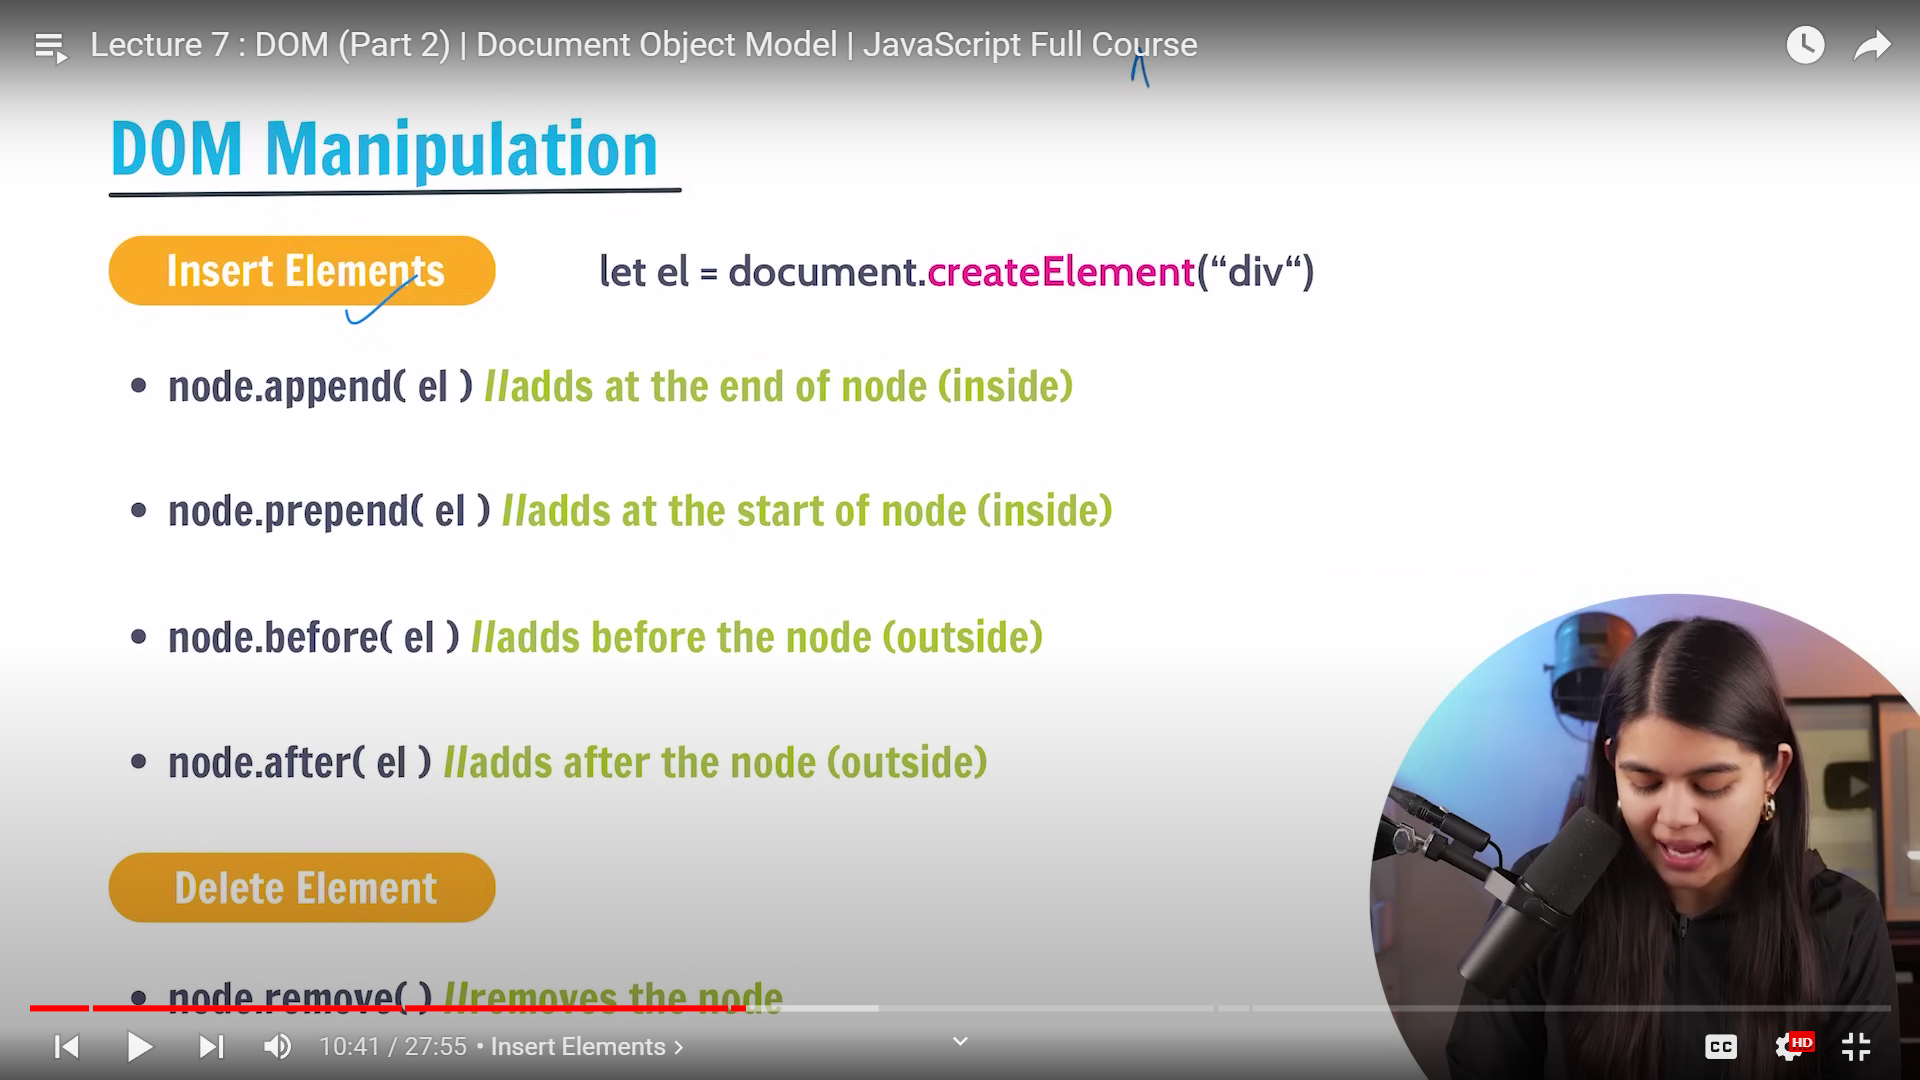 Lecture 7 : DOM (Part 2) | Document Object Model | JavaScript Full Course
DOM Manipulation
Insert Elements
let el = document.createElement(“div“)
• node.append( el ) //adds at the end of node (inside)
• node.prepend( el ) //adds at the start of node (inside)
• node.before( el ) //adds before the node (outside)
• node.after( el ) //adds after the node (outside)
Delete Element
• node.remove( ) //removes the node
10:41 / 27:55 • Insert Elements ›
CC
HD